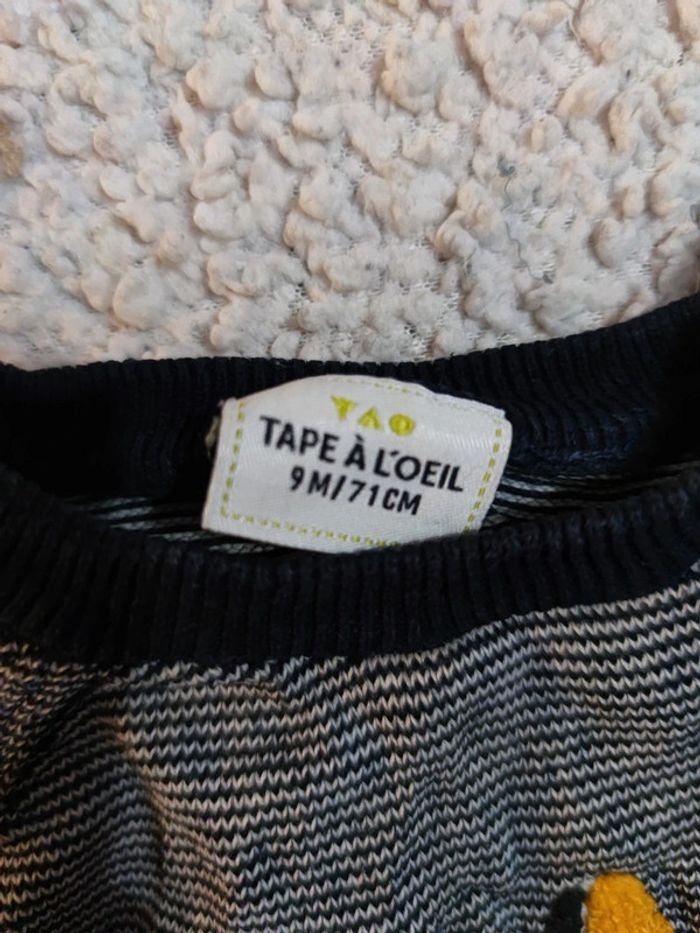 TAO
TAPE À L'OEIL
9M/71CM